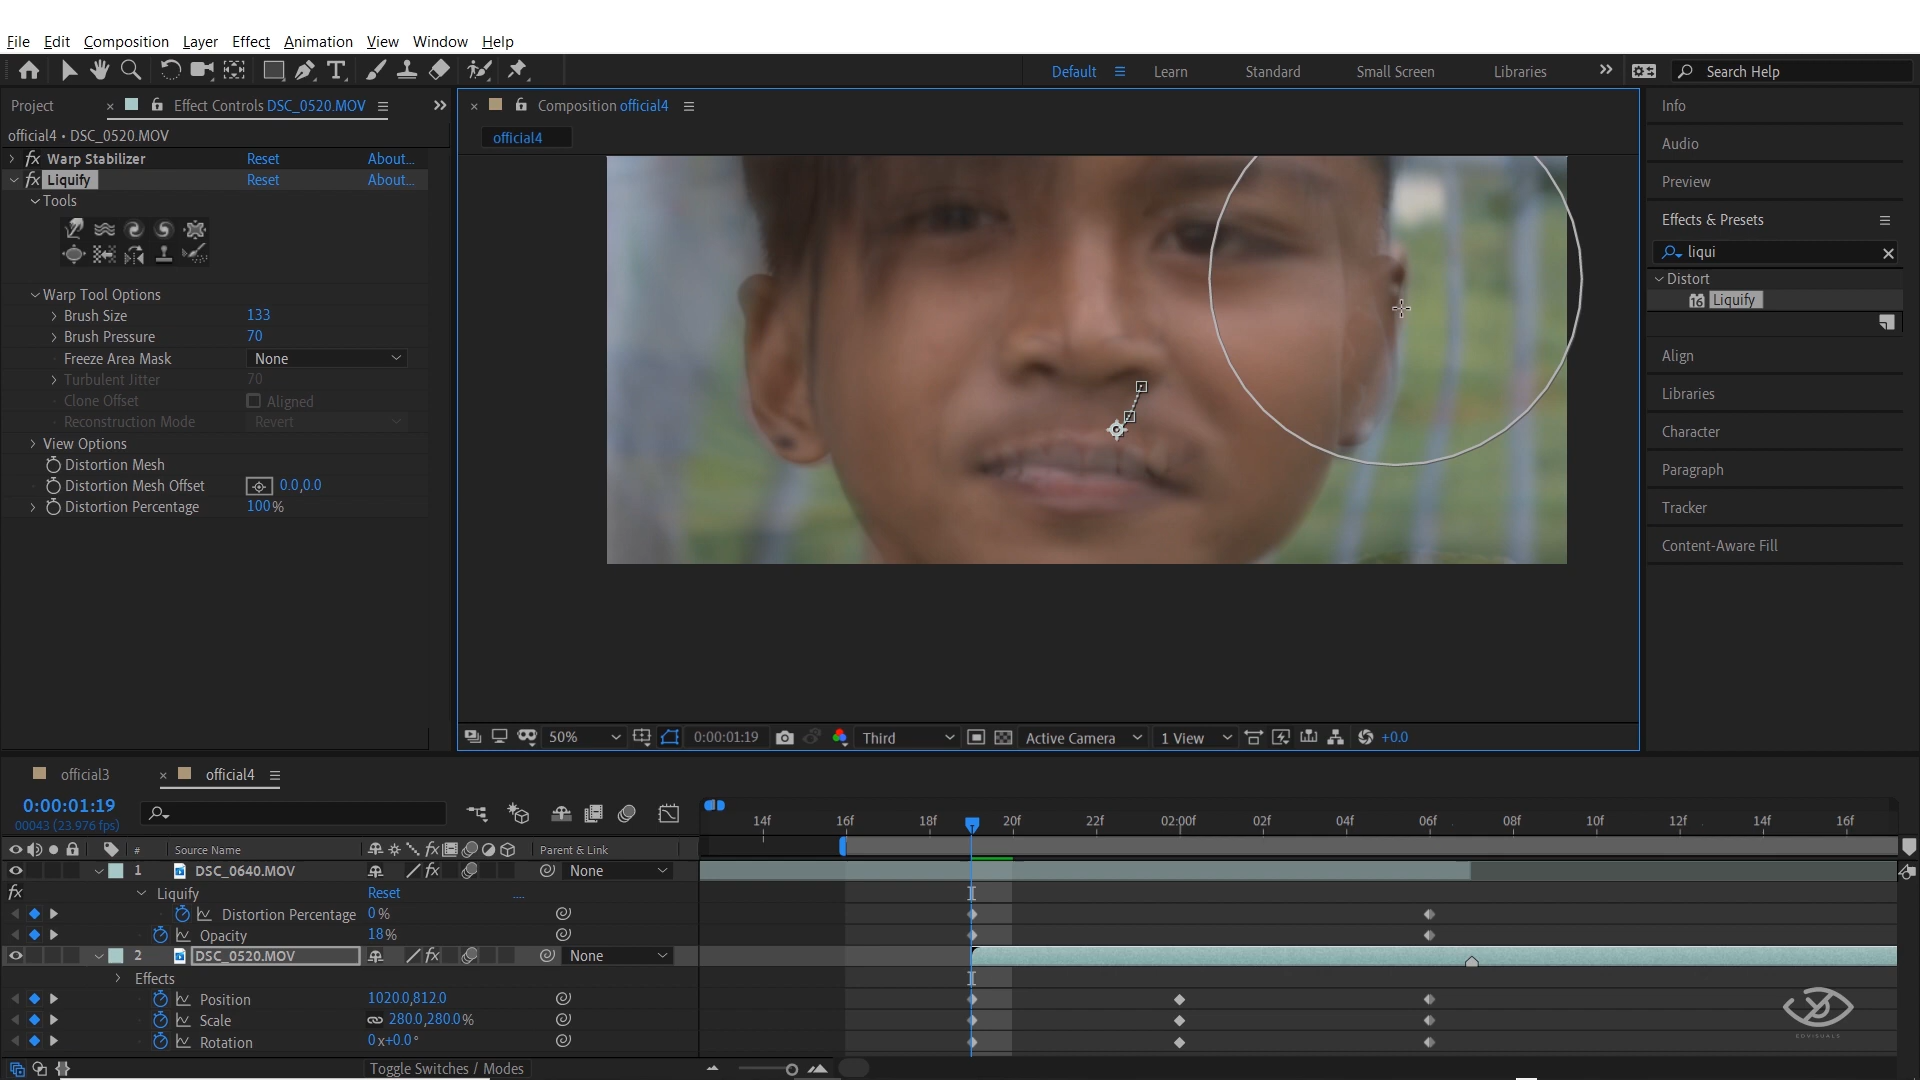 File Edit Composition Layer Effect Animation View Window Help
Default Learn Standard Small Screen Libraries Search Help
Project Effect Controls DSC_0520.MOV
official4 • DSC_0520.MOV
fx Warp Stabilizer Reset About...
fx Liquify Reset About...
Tools
Warp Tool Options
Brush Size 133
Brush Pressure 70
Freeze Area Mask None
Turbulent Jitter 70
Clone Offset Aligned
Reconstruction Mode Revert
View Options
Distortion Mesh
Distortion Mesh Offset 0.0,0.0
Distortion Percentage 100%
Composition official4
official4
50% 0:00:01:19 Third Active Camera 1 View +0.0
Info
Audio
Preview
Effects & Presets
liqui
Distort
16 Liquify
Align
Libraries
Character
Paragraph
Tracker
Content-Aware Fill
official3 official4
0:00:01:19
00043 (23.976 fps)
14f 16f 18f 20f 22f 02:00f 02f 04f 06f 08f 10f 12f 14f 16f
# Source Name Parent & Link
1 DSC_0640.MOV fx None
fx Liquify Reset ....
Distortion Percentage 0%
Opacity 18%
2 DSC_0520.MOV fx None
Effects
Position 1020.0,812.0
Scale 280.0,280.0%
Rotation 0x+0.0°
Toggle Switches / Modes
EDVISUALS